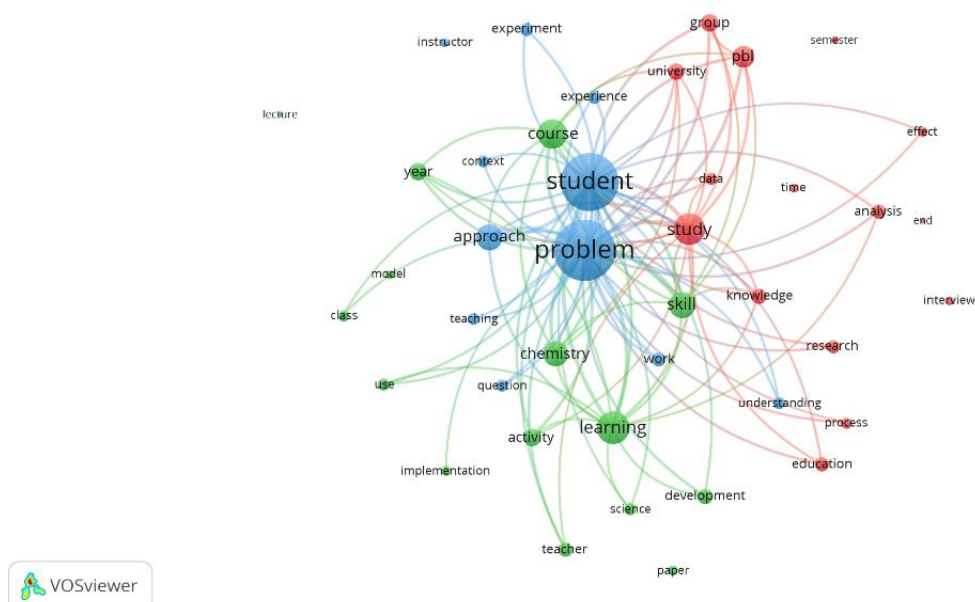 group
experiment
semester
instructor
pbl
university
experience
lecture
course
effect
context
year
student
data
time
analysis
end
study
approach
problem
model
knowledge
interview
skill
class
teaching
research
chemistry
work
use
question
understanding
process
learning
activity
education
implementation
development
science
teacher
paper
VOSviewer